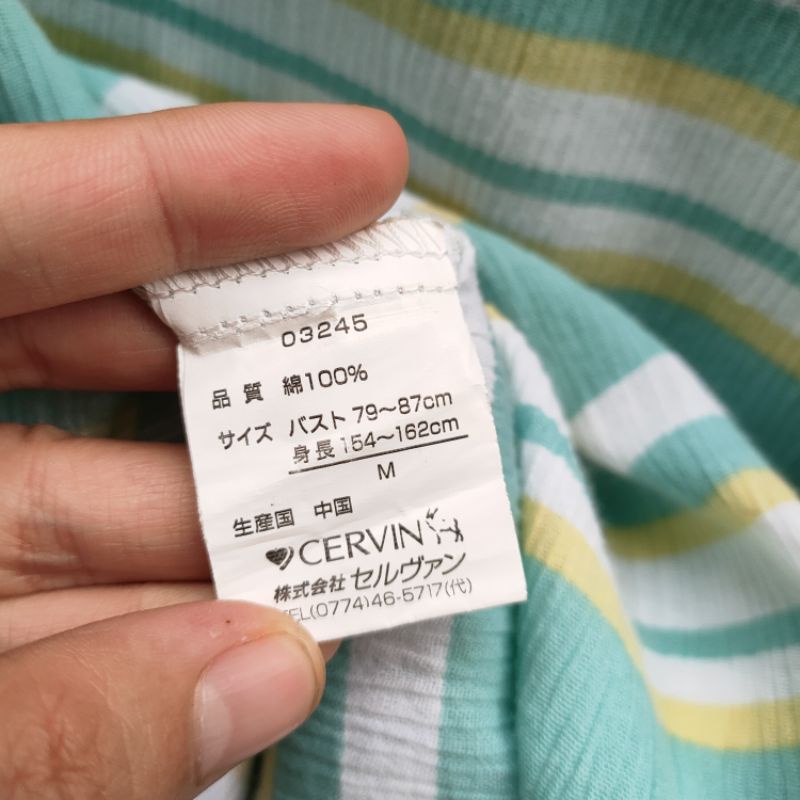 03245
品質 綿100%
サイズ バスト 79〜87cm
身長 154〜162cm
M
生産国 中国
CERVIN
株式会社 セルヴァン
TEL(0774)46-5717(代)